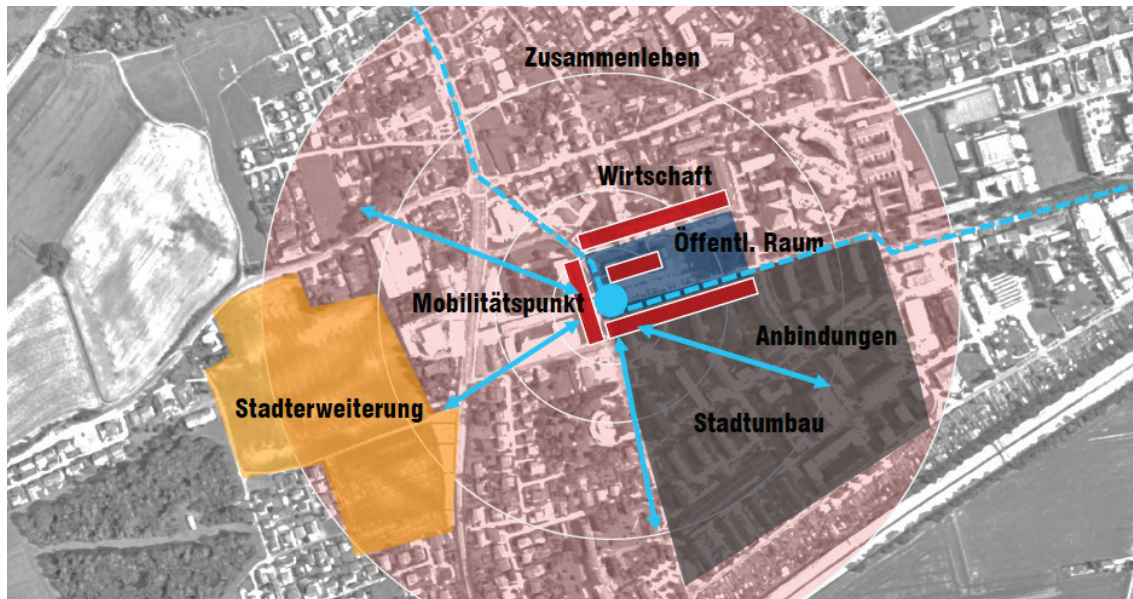 Zusammenleben
Wirtschaft
Öffentl. Raum
Mobilitätspunkt
Anbindungen
Stadterweiterung
Stadtumbau